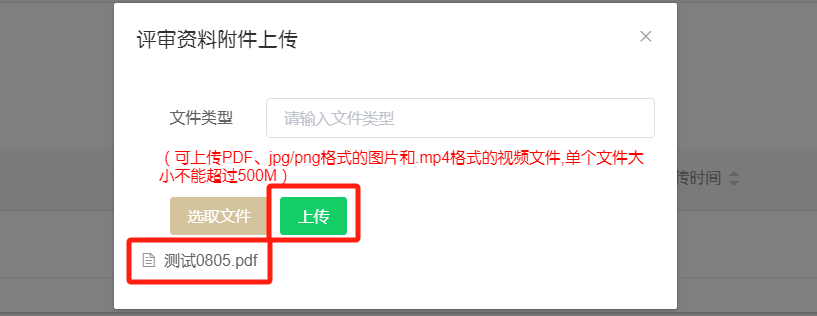 评审资料附件上传
文件类型
请输入文件类型
（可上传PDF、jpg/png格式的图片和.mp4格式的视频文件,单个文件大
小不能超过500M）
传时间
选取文件
上传
测试0805.pdf